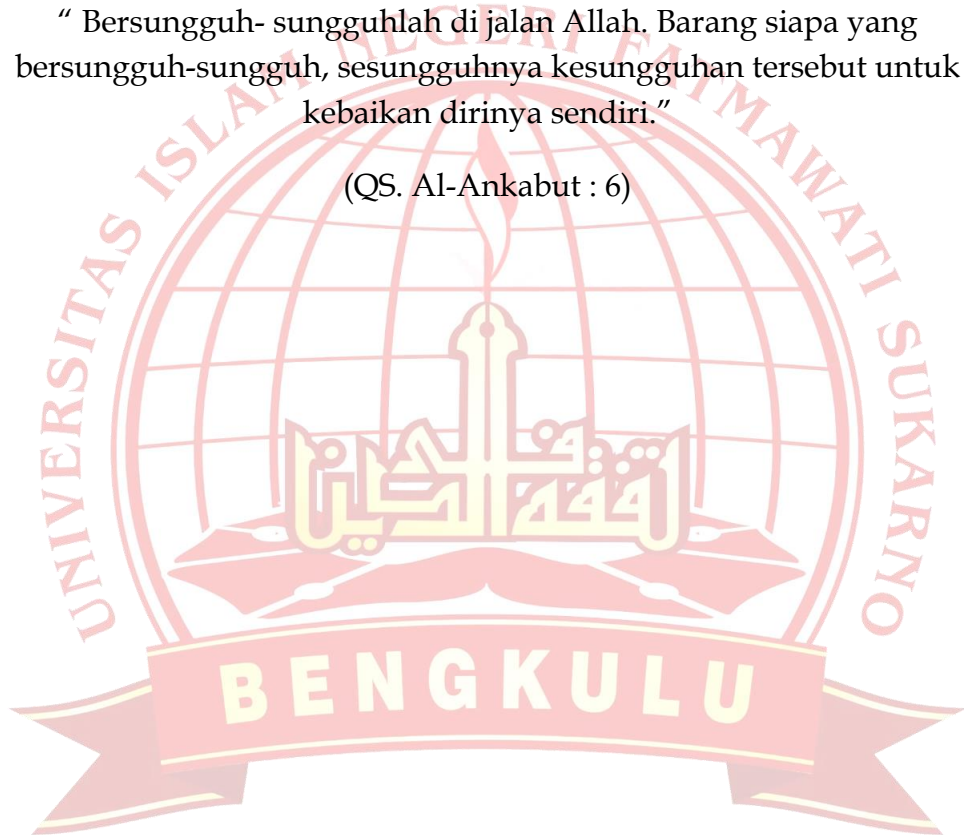 “ Bersungguh- sungguhlah di jalan Allah. Barang siapa yang
bersungguh-sungguh, sesungguhnya kesungguhan tersebut untuk
kebaikan dirinya sendiri.”
(QS. Al-Ankabut : 6)
UNIVERSITAS ISLAM NEGERI FATMAWATI SUKARNO
BENGKULU